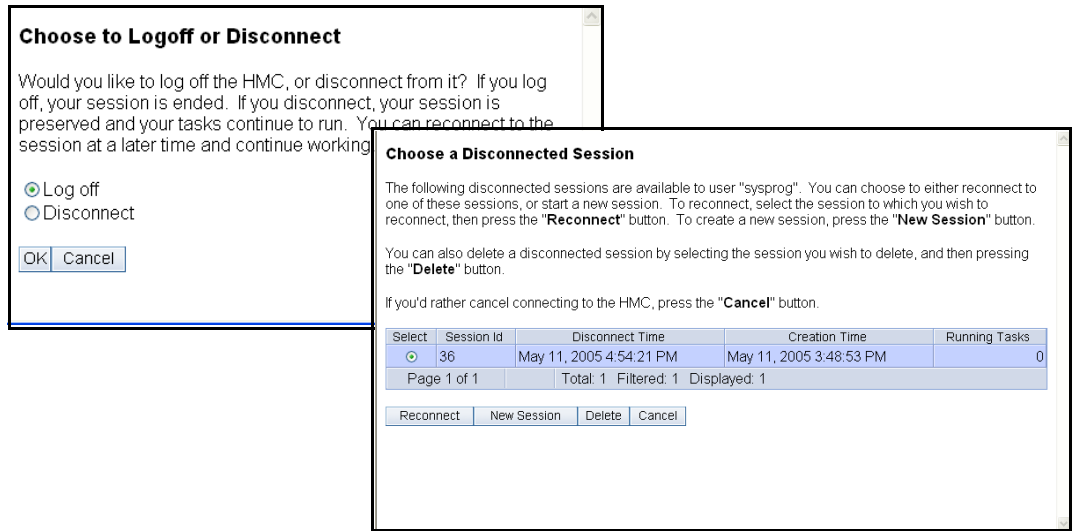 Choose to Logoff or Disconnect
Would you like to log off the HMC, or disconnect from it? If you log
off, your session is ended. If you disconnect, your session is
preserved and your tasks continue to run. You can reconnect to the
session at a later time and continue working
Log off
Disconnect
OK Cancel
Choose a Disconnected Session
The following disconnected sessions are available to user "sysprog". You can choose to either reconnect to
one of these sessions, or start a new session. To reconnect, select the session to which you wish to
reconnect, then press the "Reconnect" button. To create a new session, press the "New Session" button.
You can also delete a disconnected session by selecting the session you wish to delete, and then pressing
the "Delete" button.
If you'd rather cancel connecting to the HMC, press the "Cancel" button.
Select Session Id Disconnect Time Creation Time Running Tasks
36 May 11, 2005 4:54:21 PM May 11, 2005 3:48:53 PM 0
Page 1 of 1 Total: 1 Filtered: 1 Displayed: 1
Reconnect New Session Delete Cancel